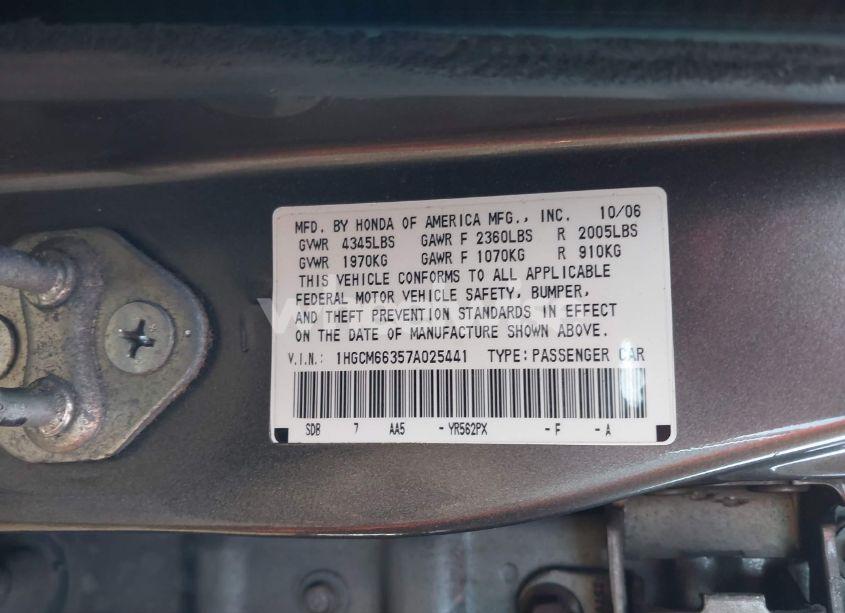 MFD. BY HONDA OF AMERICA MFG., INC. 10/06
GVWR 4345LBS GAWR F 2360LBS R 2005LBS
GVWR 1970KG GAWR F 1070KG R 910KG
THIS VEHICLE CONFORMS TO ALL APPLICABLE
FEDERAL MOTOR VEHICLE SAFETY, BUMPER,
AND THEFT PREVENTION STANDARDS IN EFFECT
ON THE DATE OF MANUFACTURE SHOWN ABOVE.
V.I.N.: 1HGCM66357A025441 TYPE: PASSENGER CAR
SDB 7 AA5 -YR562PX -F -A